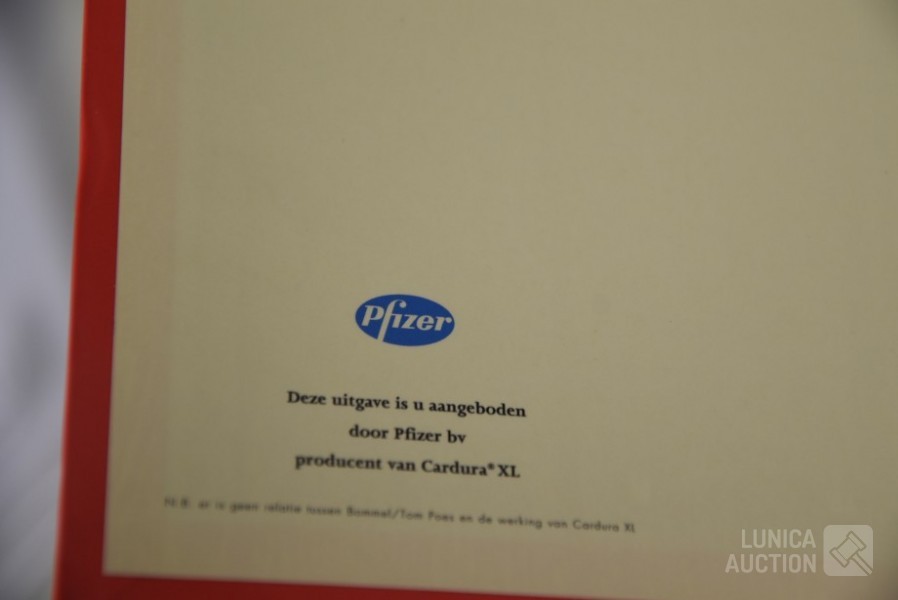 Pfizer
Deze uitgave is u aangeboden
door Pfizer bv
producent van Cardura® XL
N.B. er is geen relatie tussen Bommel/Tom Poes en de werking van Cardura XL
LUNICA
AUCTION